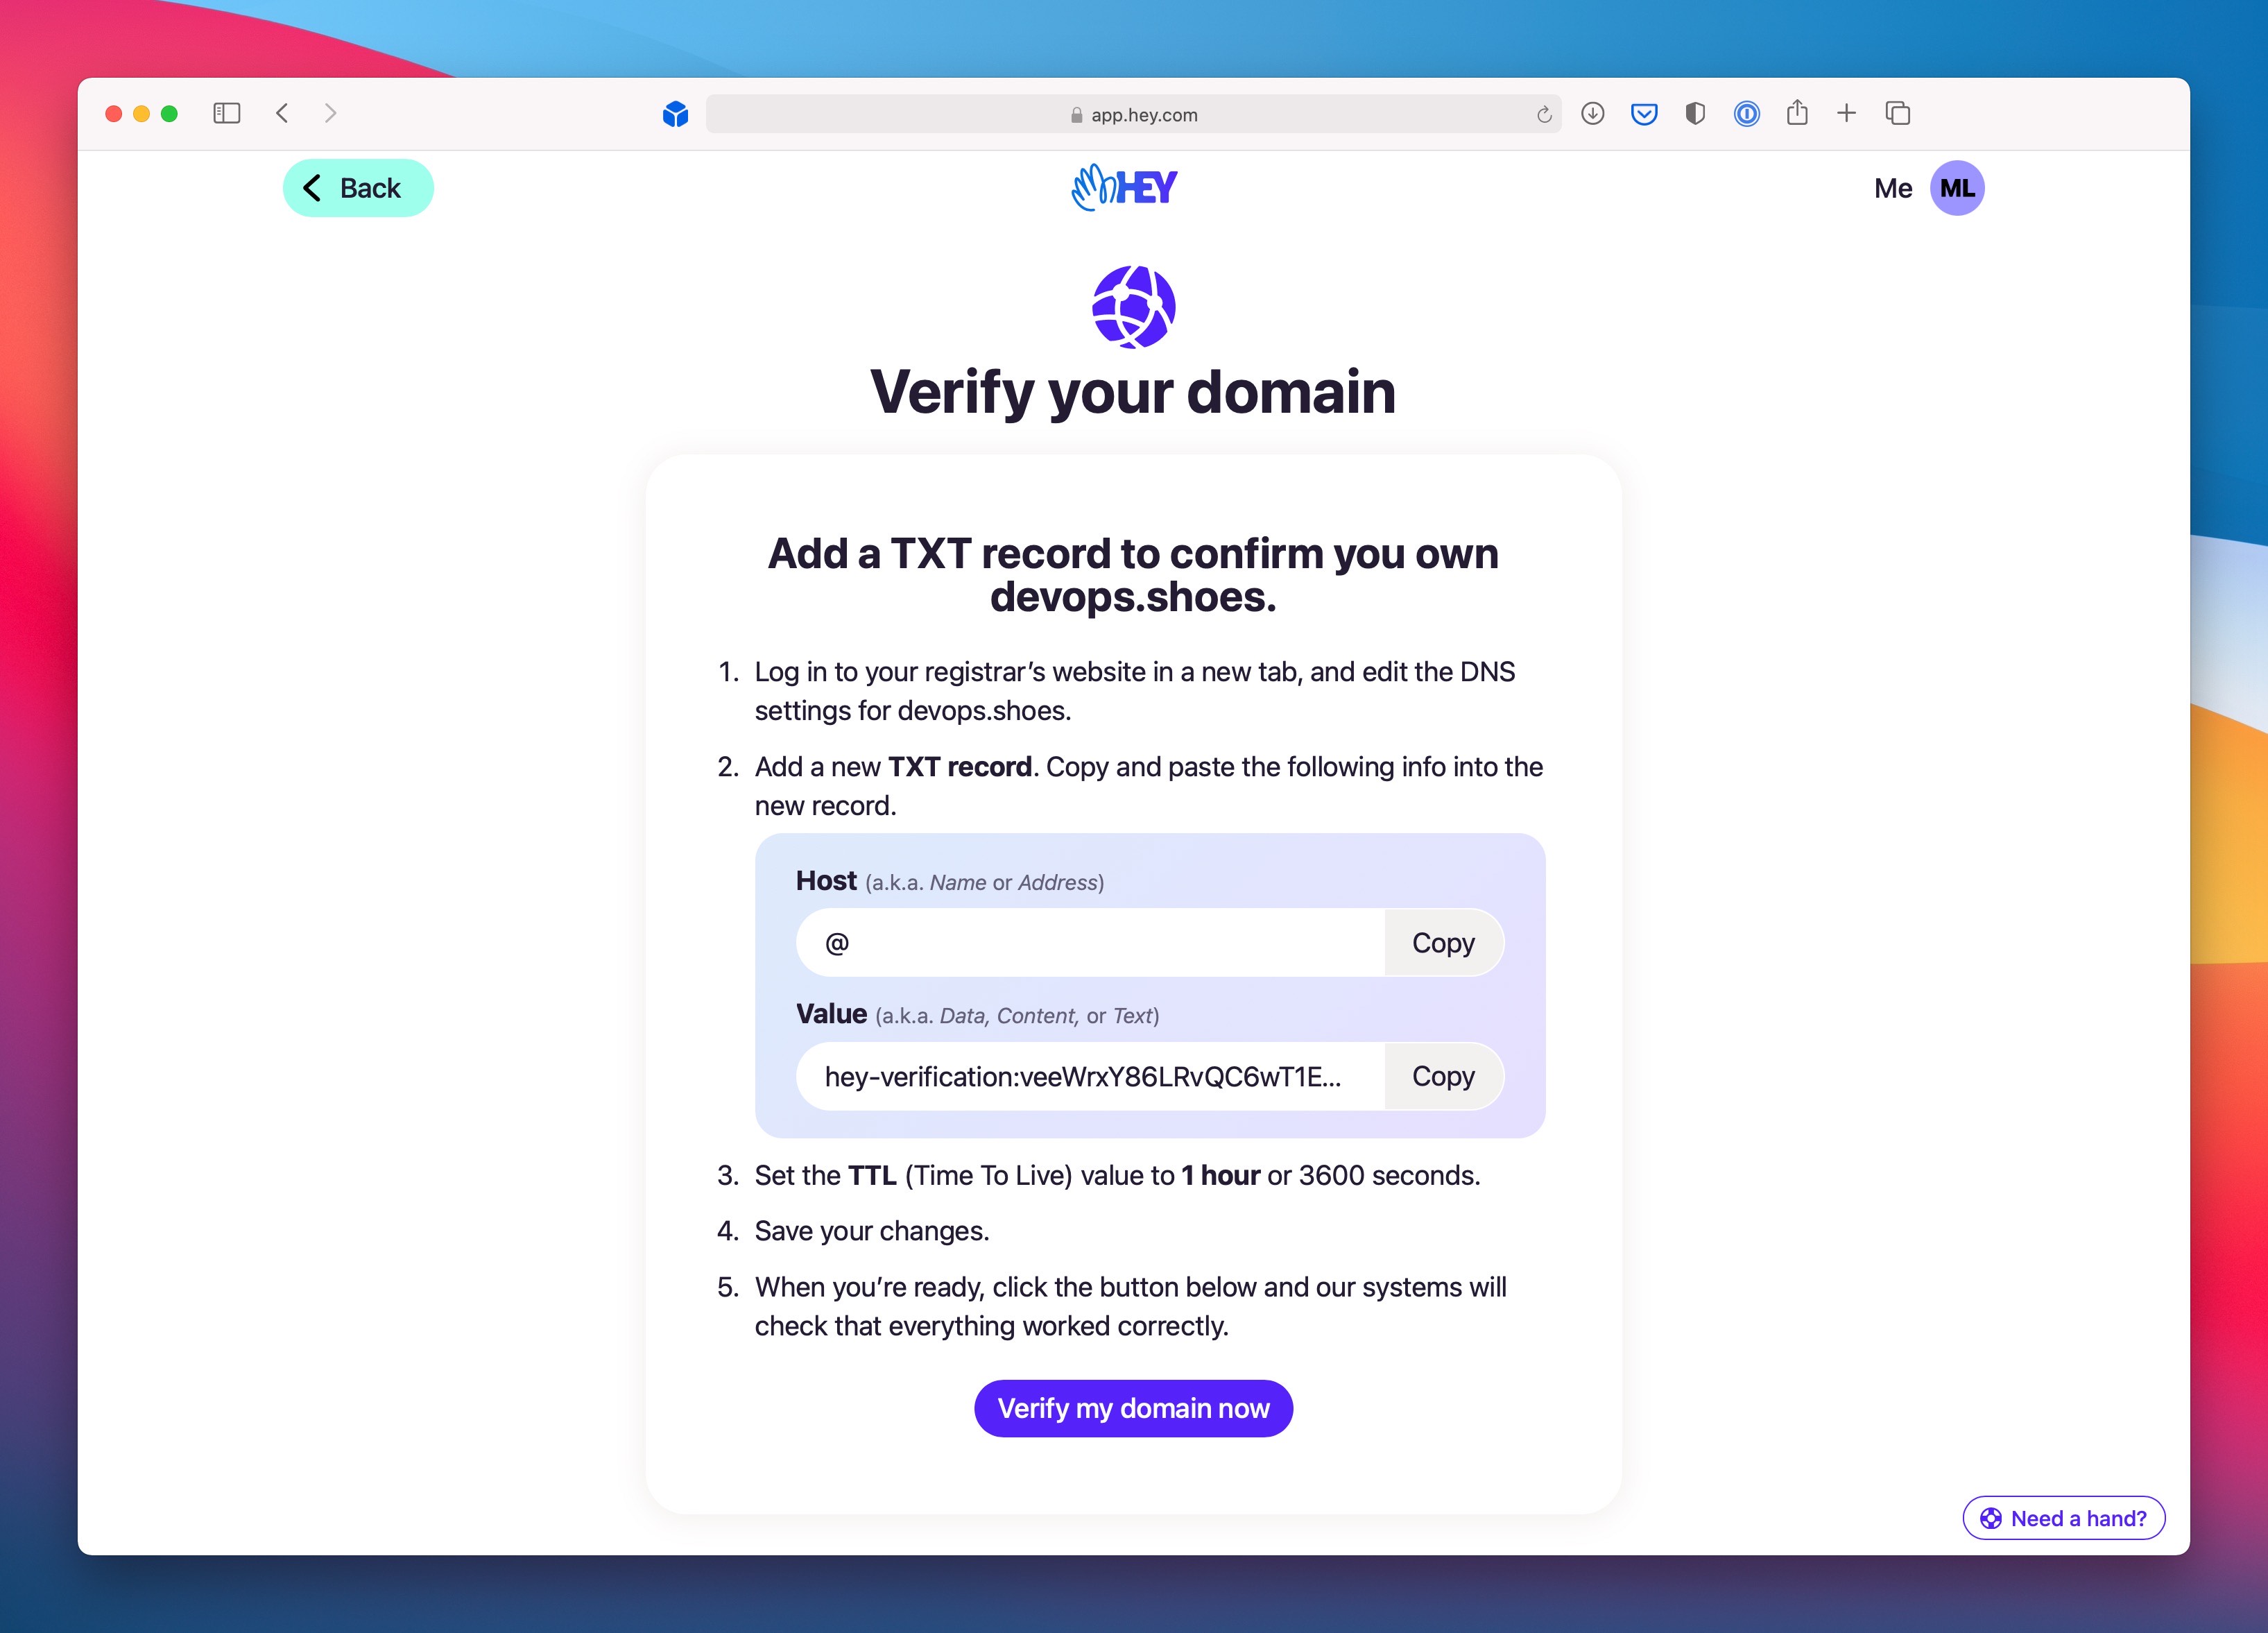 app.hey.com
Back
HEY
Me
ML
Verify your domain
Add a TXT record to confirm you own
devops.shoes.
1. Log in to your registrar’s website in a new tab, and edit the DNS
settings for devops.shoes.
2. Add a new TXT record. Copy and paste the following info into the
new record.
Host (a.k.a. Name or Address)
@
Copy
Value (a.k.a. Data, Content, or Text)
hey-verification:veeWrxY86LRvQC6wT1E...
Copy
3. Set the TTL (Time To Live) value to 1 hour or 3600 seconds.
4. Save your changes.
5. When you’re ready, click the button below and our systems will
check that everything worked correctly.
Verify my domain now
Need a hand?